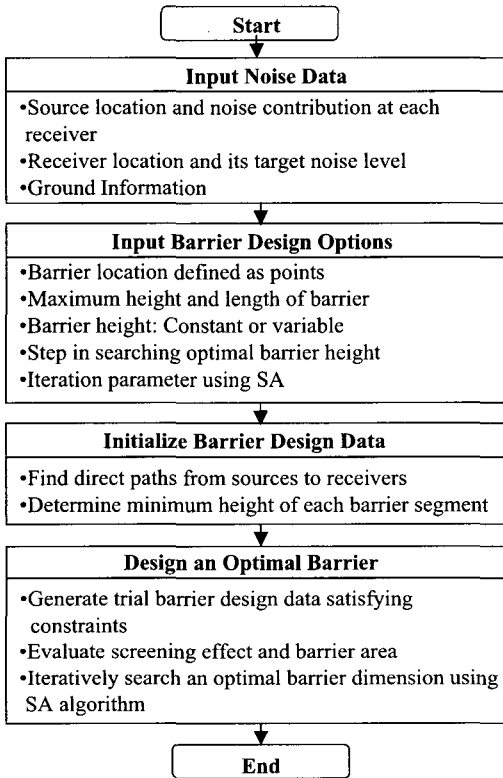 Start
Input Noise Data
•Source location and noise contribution at each
receiver
•Receiver location and its target noise level
•Ground Information
Input Barrier Design Options
•Barrier location defined as points
•Maximum height and length of barrier
•Barrier height: Constant or variable
•Step in searching optimal barrier height
•Iteration parameter using SA
Initialize Barrier Design Data
•Find direct paths from sources to receivers
•Determine minimum height of each barrier segment
Design an Optimal Barrier
•Generate trial barrier design data satisfying
constraints
•Evaluate screening effect and barrier area
•Iteratively search an optimal barrier dimension using
SA algorithm
End